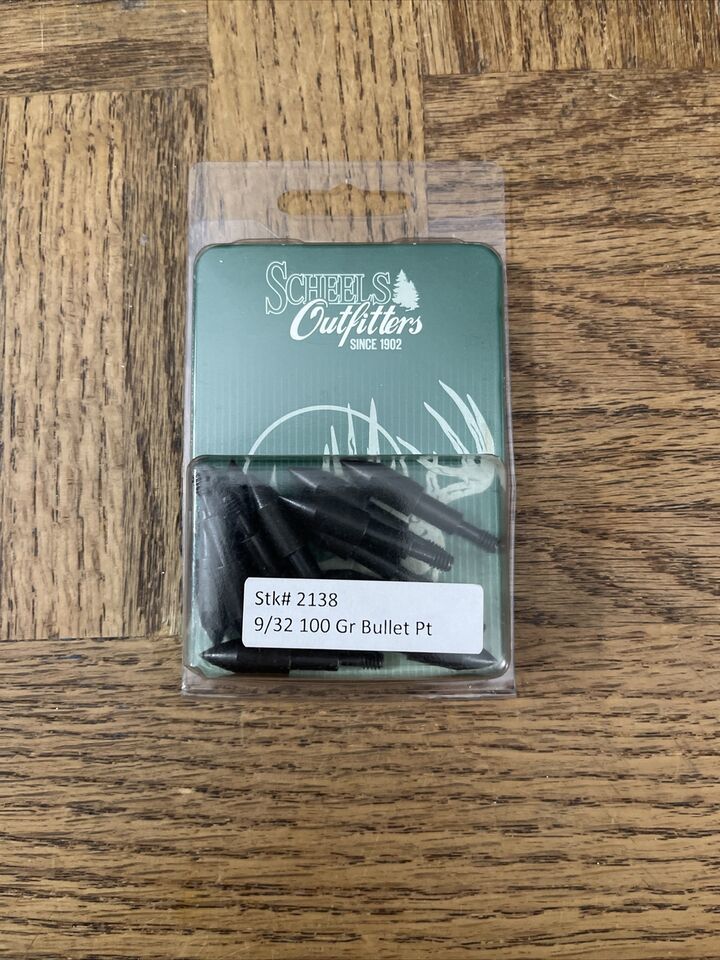 SCHEELS
Outfitters
SINCE 1902
Stk# 2138
9/32 100 Gr Bullet Pt